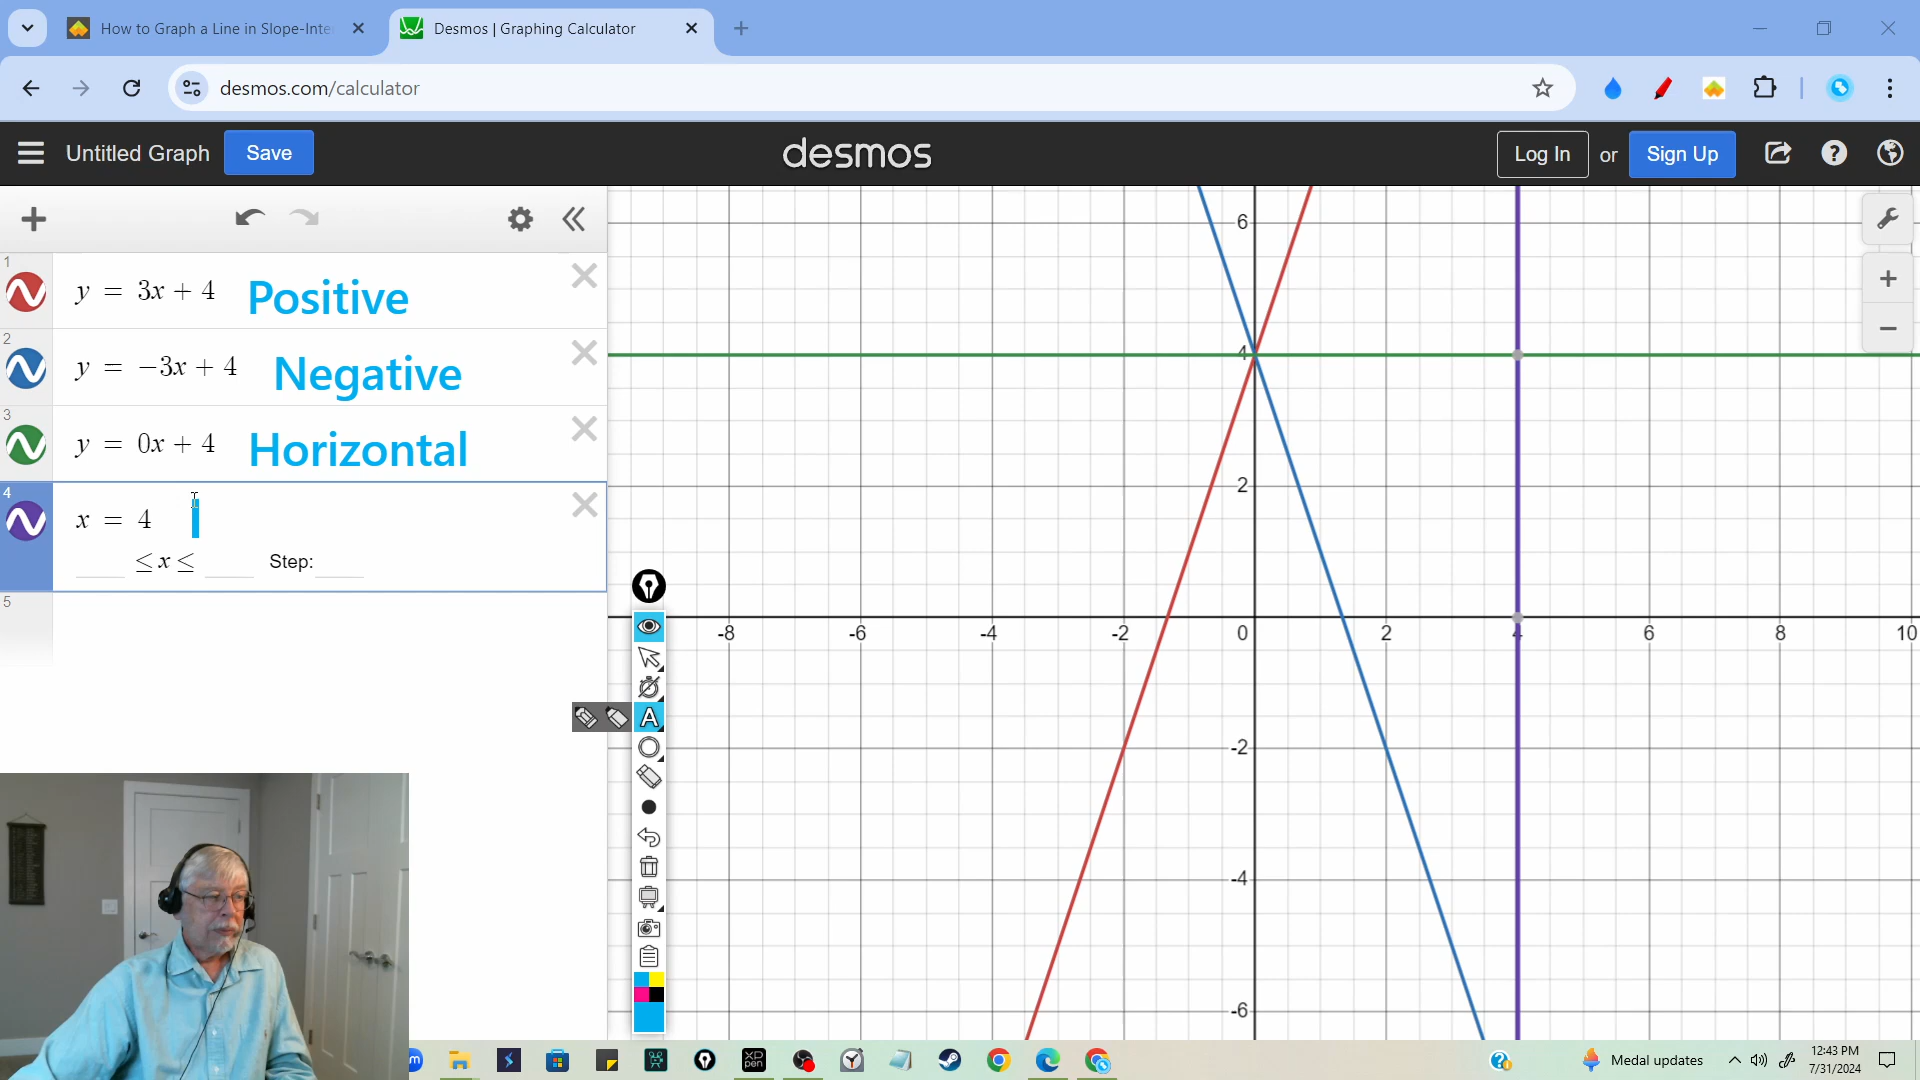 How to Graph a Line in Slope-Inte
Desmos | Graphing Calculator
desmos.com/calculator
Untitled Graph
Save
desmos
Log In
or
Sign Up
1
y = 3x + 4
Positive
2
y = −3x + 4
Negative
3
y = 0x + 4
Horizontal
4
x = 4
≤ x ≤
Step:
5
6
4
2
-8
-6
-4
-2
0
2
4
6
8
10
-2
-4
-6
A
XP
pen
Medal updates
12:43 PM
7/31/2024